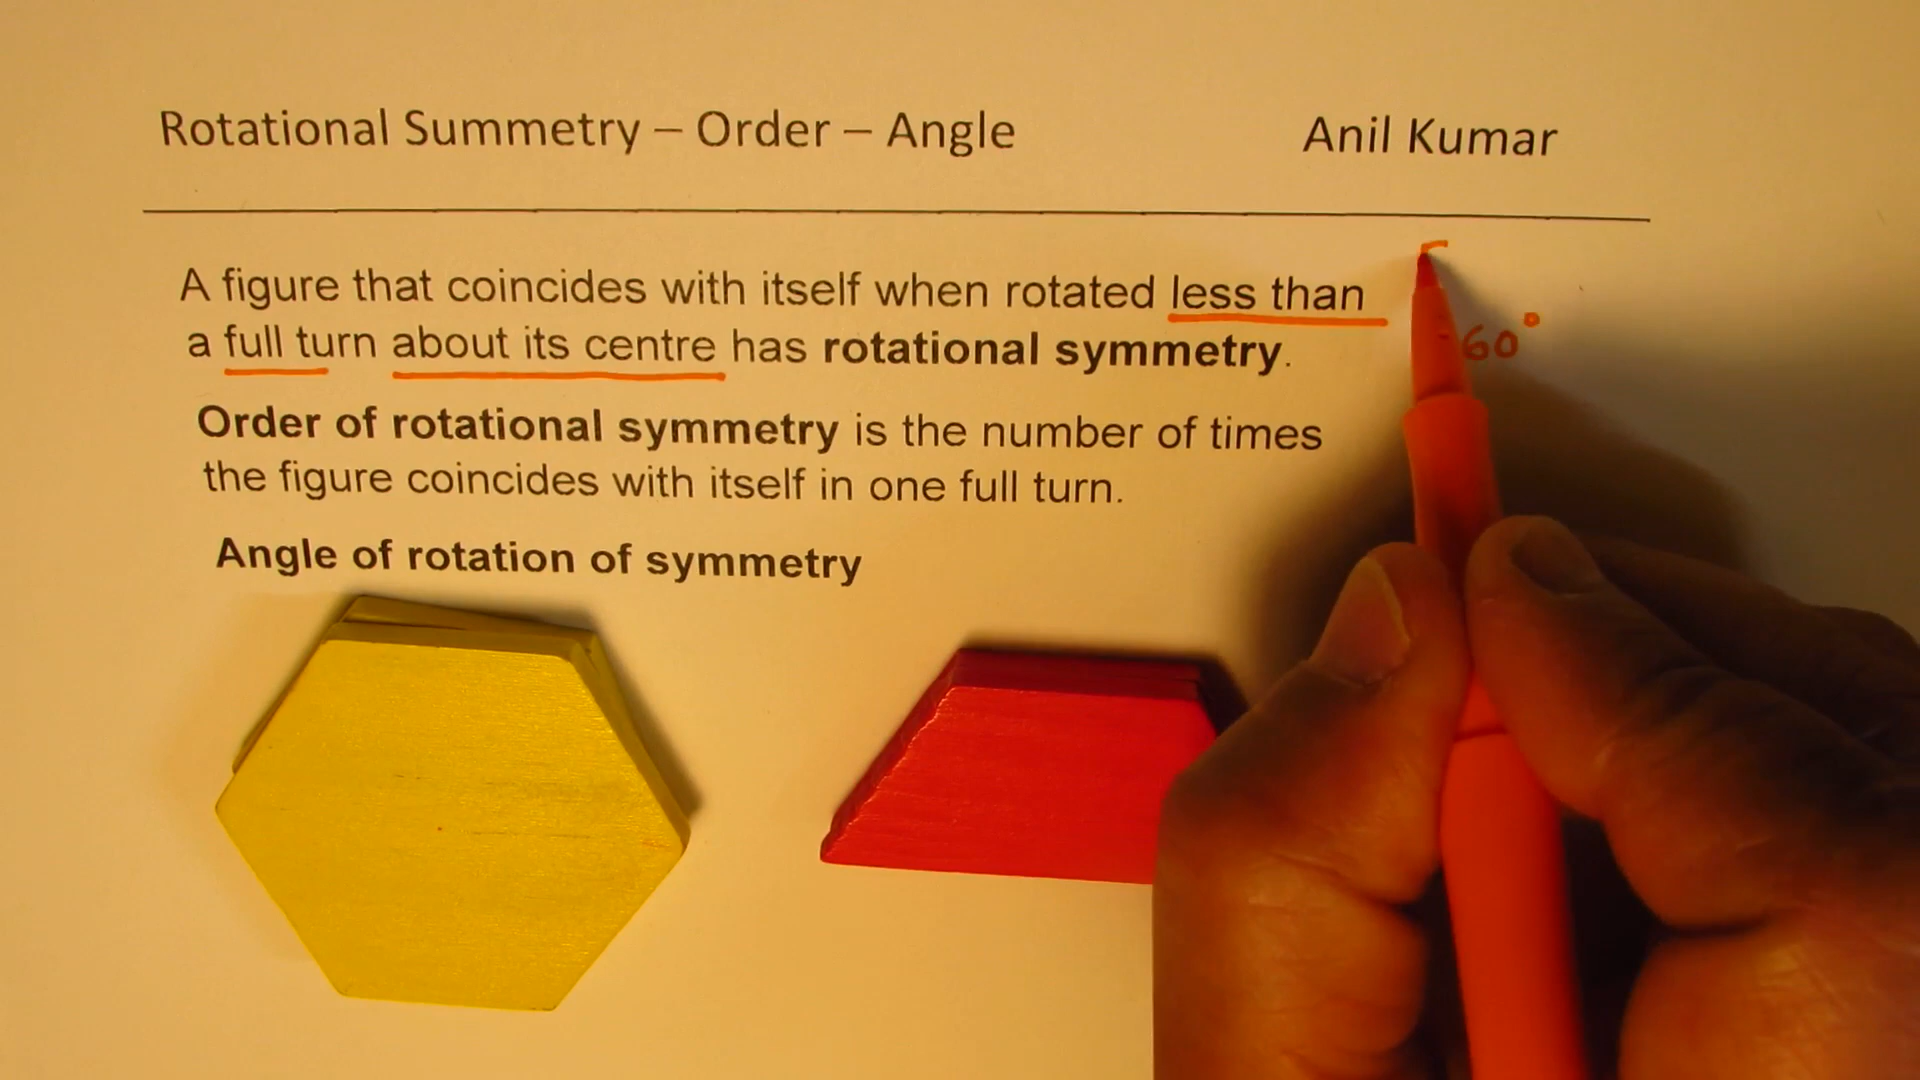 Rotational Summetry – Order – Angle Anil Kumar
A figure that coincides with itself when rotated less than
a full turn about its centre has rotational symmetry.
60°
Order of rotational symmetry is the number of times
the figure coincides with itself in one full turn.
Angle of rotation of symmetry